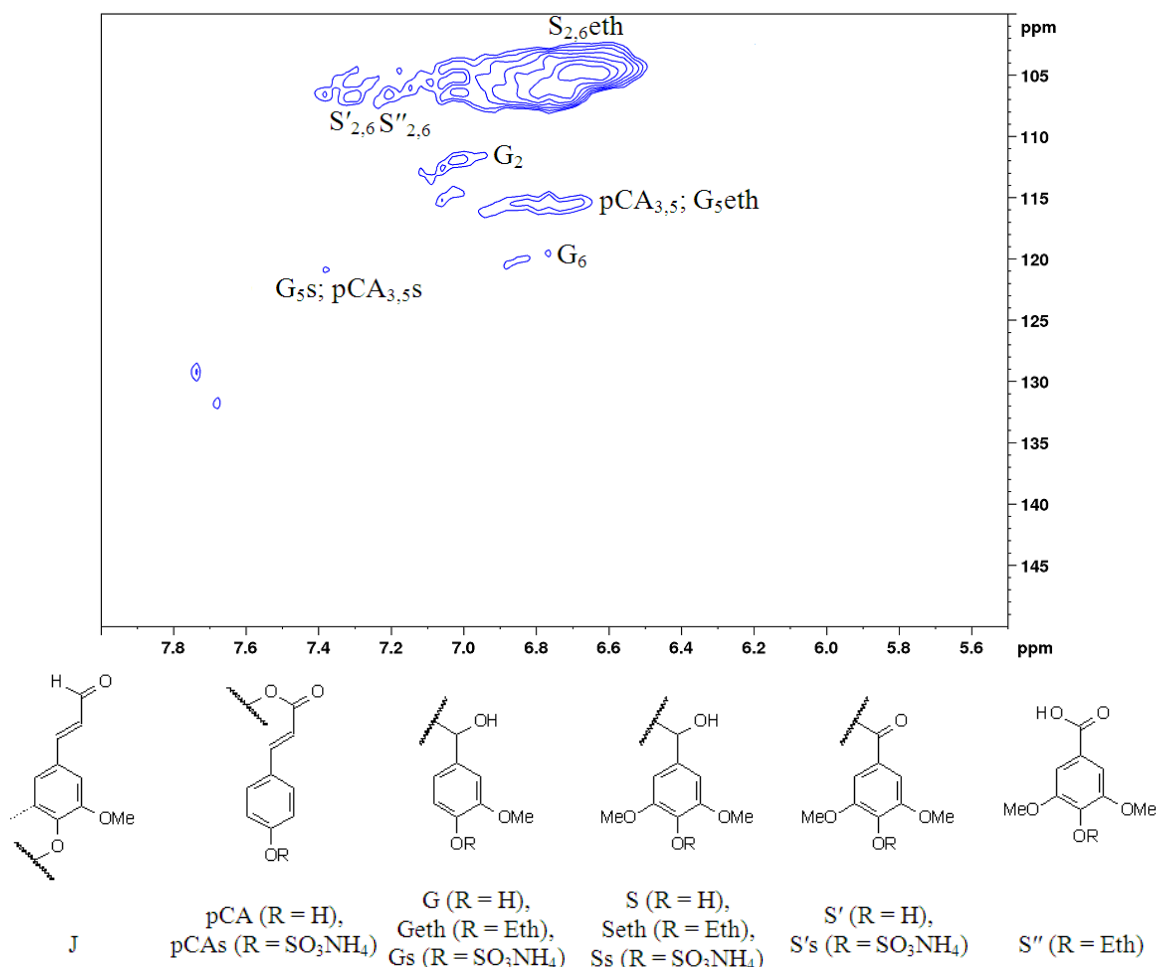 ppm
S2,6eth
105
S'2,6 S''2,6
110
G2
115
pCA3,5; G5eth
120
G6
G5s; pCA3,5s
125
130
135
140
145
7.8 7.6 7.4 7.2 7.0 6.8 6.6 6.4 6.2 6.0 5.8 5.6 ppm
H O
OMe
O
J
O O
OR
pCA (R = H),
pCAs (R = SO3NH4)
OH
OMe
OR
G (R = H),
Geth (R = Eth),
Gs (R = SO3NH4)
OH
MeO OMe
OR
S (R = H),
Seth (R = Eth),
Ss (R = SO3NH4)
O
MeO OMe
OR
S' (R = H),
S's (R = SO3NH4)
HO O
MeO OMe
OR
S'' (R = Eth)